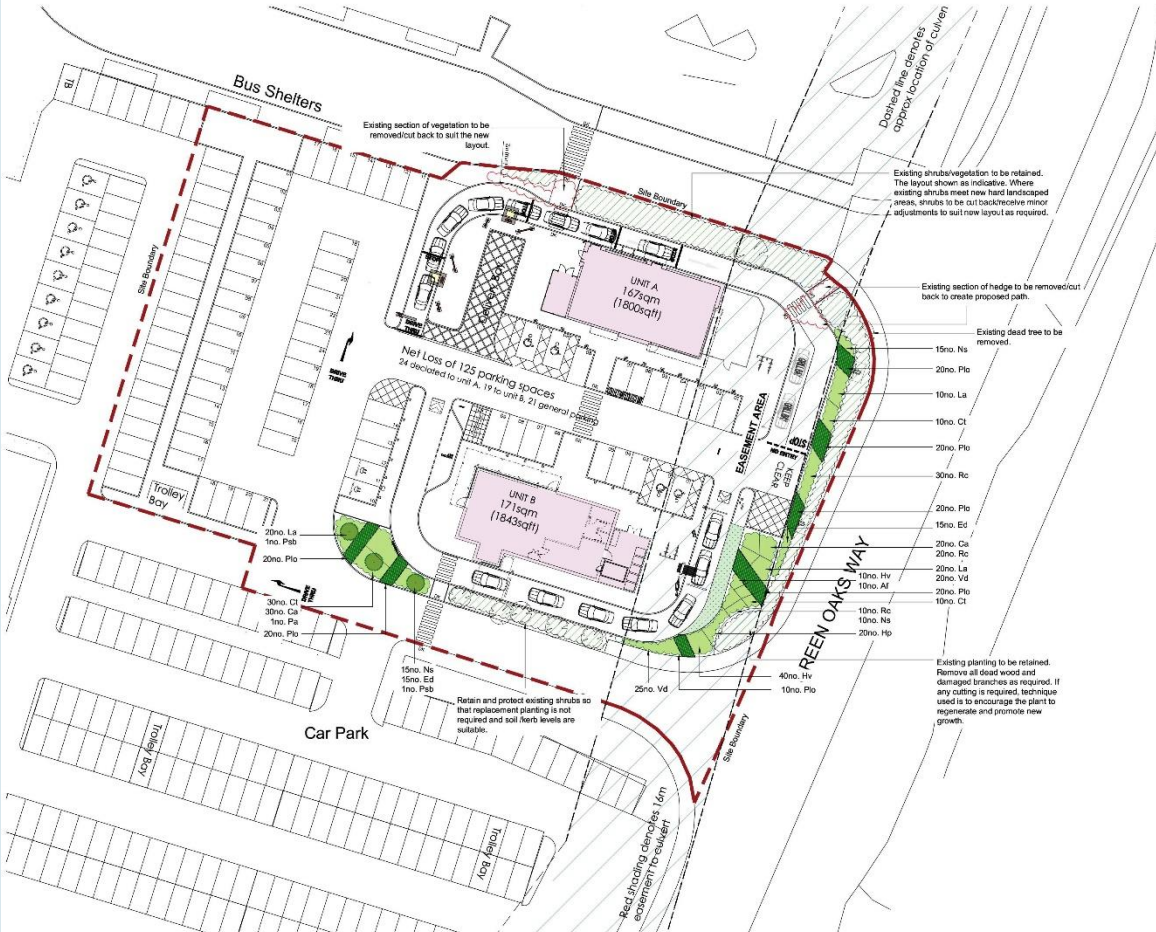 Bus Shelters
TB
Existing section of vegetation to be
removed/cut back to suit the new
layout.
Dashed line denotes
approx location of culvert
Site Boundary
Existing shrubs/vegetation to be retained.
The layout shown as indicative. Where
existing shrubs meet new hard landscaped
areas, shrubs to be cut back/receive minor
adjustments to suit new layout as required.
Existing section of hedge to be removed/cut
back to create proposed path.
Existing dead tree to be
removed.
Site Boundary
UNIT A
167sqm
(1800sqft)
DRIVE
THRU
DRIVE
THRU
Net Loss of 125 parking spaces
24 declated to unit A, 19 to unit B, 21 general parking
EASEMENT AREA
STOP
NO ENTRY
KEEP
CLEAR
15no. Ns
20no. Plo
10no. La
10no. Ct
20no. Plo
30no. Rc
20no. Plo
15no. Ed
20no. Ca
20no. Rc
20no. La
20no. Vd
10no. Hv
10no. Af
20no. Plo
10no. Ct
10no. Rc
10no. Ns
20no. Hp
40no. Hv
10no. Plo
25no. Vd
UNIT B
171sqm
(1843sqft)
Trolley
Bay
20no. La
1no. Psb
20no. Plo
DRIVE
THRU
30no. Ct
30no. Ca
1no. Pa
20no. Plo
15no. Ns
15no. Ed
1no. Psb
Retain and protect existing shrubs so
that replacement planting is not
required and soil /kerb levels are
suitable.
REEN OAKS WAY
Existing planting to be retained.
Remove all dead wood and
damaged branches as required. If
any cutting is required, technique
used is to encourage the plant to
regenerate and promote new
growth.
Site Boundary
Car Park
Trolley Bay
Trolley Bay
Red shading denotes 16m
easement to culvert